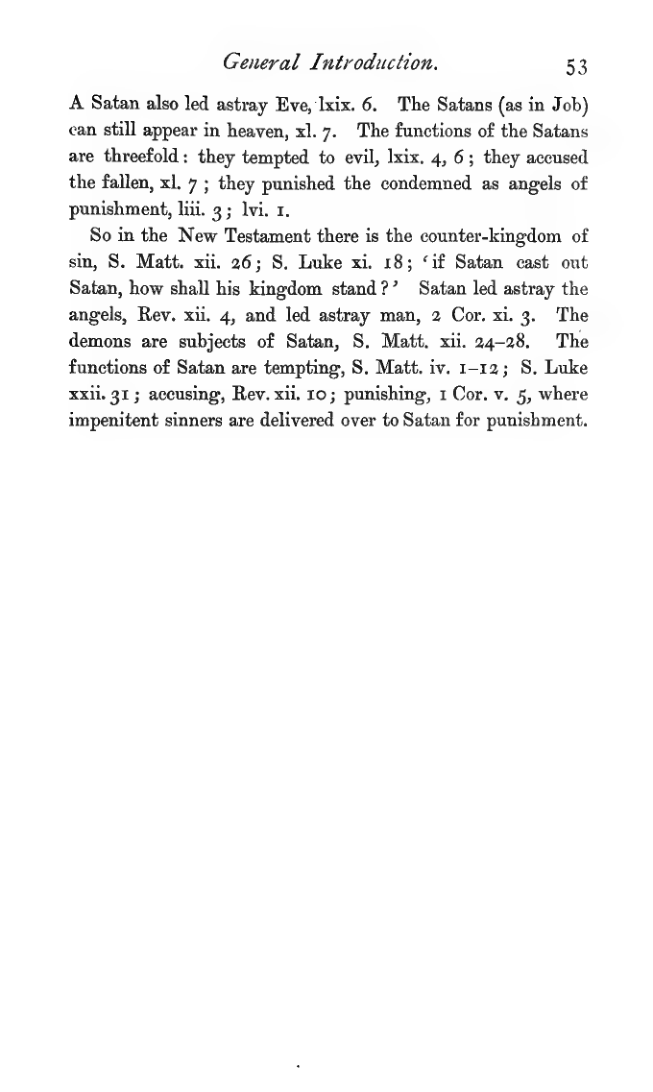 General Introduction. 53
A Satan also led astray Eve, lxix. 6. The Satans (as in Job)
can still appear in heaven, xl. 7. The functions of the Satans
are threefold: they tempted to evil, lxix. 4, 6; they accused
the fallen, xl. 7; they punished the condemned as angels of
punishment, liii. 3; lvi. 1.
So in the New Testament there is the counter-kingdom of
sin, S. Matt. xii. 26; S. Luke xi. 18; ‘if Satan cast out
Satan, how shall his kingdom stand?’ Satan led astray the
angels, Rev. xii. 4, and led astray man, 2 Cor. xi. 3. The
demons are subjects of Satan, S. Matt. xii. 24–28. The
functions of Satan are tempting, S. Matt. iv. 1–12; S. Luke
xxii. 31; accusing, Rev. xii. 10; punishing, 1 Cor. v. 5, where
impenitent sinners are delivered over to Satan for punishment.